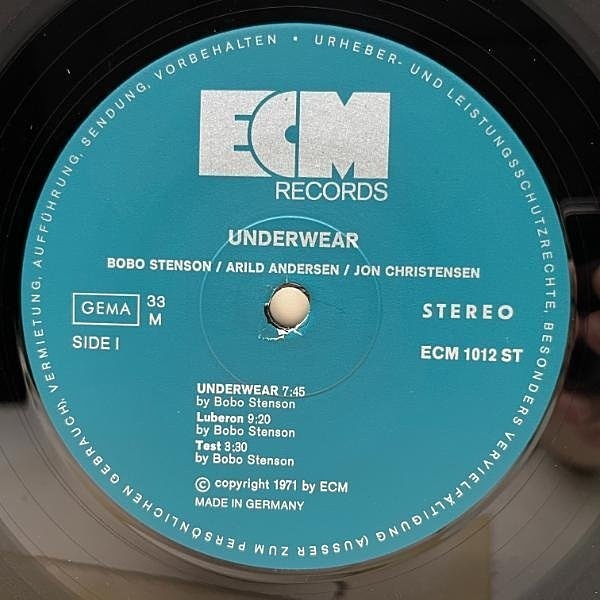 URHEBER- UND LEISTUNGSSCHUTZRECHTE, BESONDERS VERVIELFÄLTIGUNG (AUSSER ZUM PERSÖNLICHEN GEBRAUCH), VERMIETUNG, AUFFÜHRUNG, SENDUNG, VORBEHALTEN •
ECM
RECORDS
UNDERWEAR
BOBO STENSON / ARILD ANDERSEN / JON CHRISTENSEN
GEMA 33 STEREO
M
SIDE I ECM 1012 ST
UNDERWEAR 7:45
by Bobo Stenson
Luberon 9:20
by Bobo Stenson
Test 3:30
by Bobo Stenson
© copyright 1971 by ECM
MADE IN GERMANY